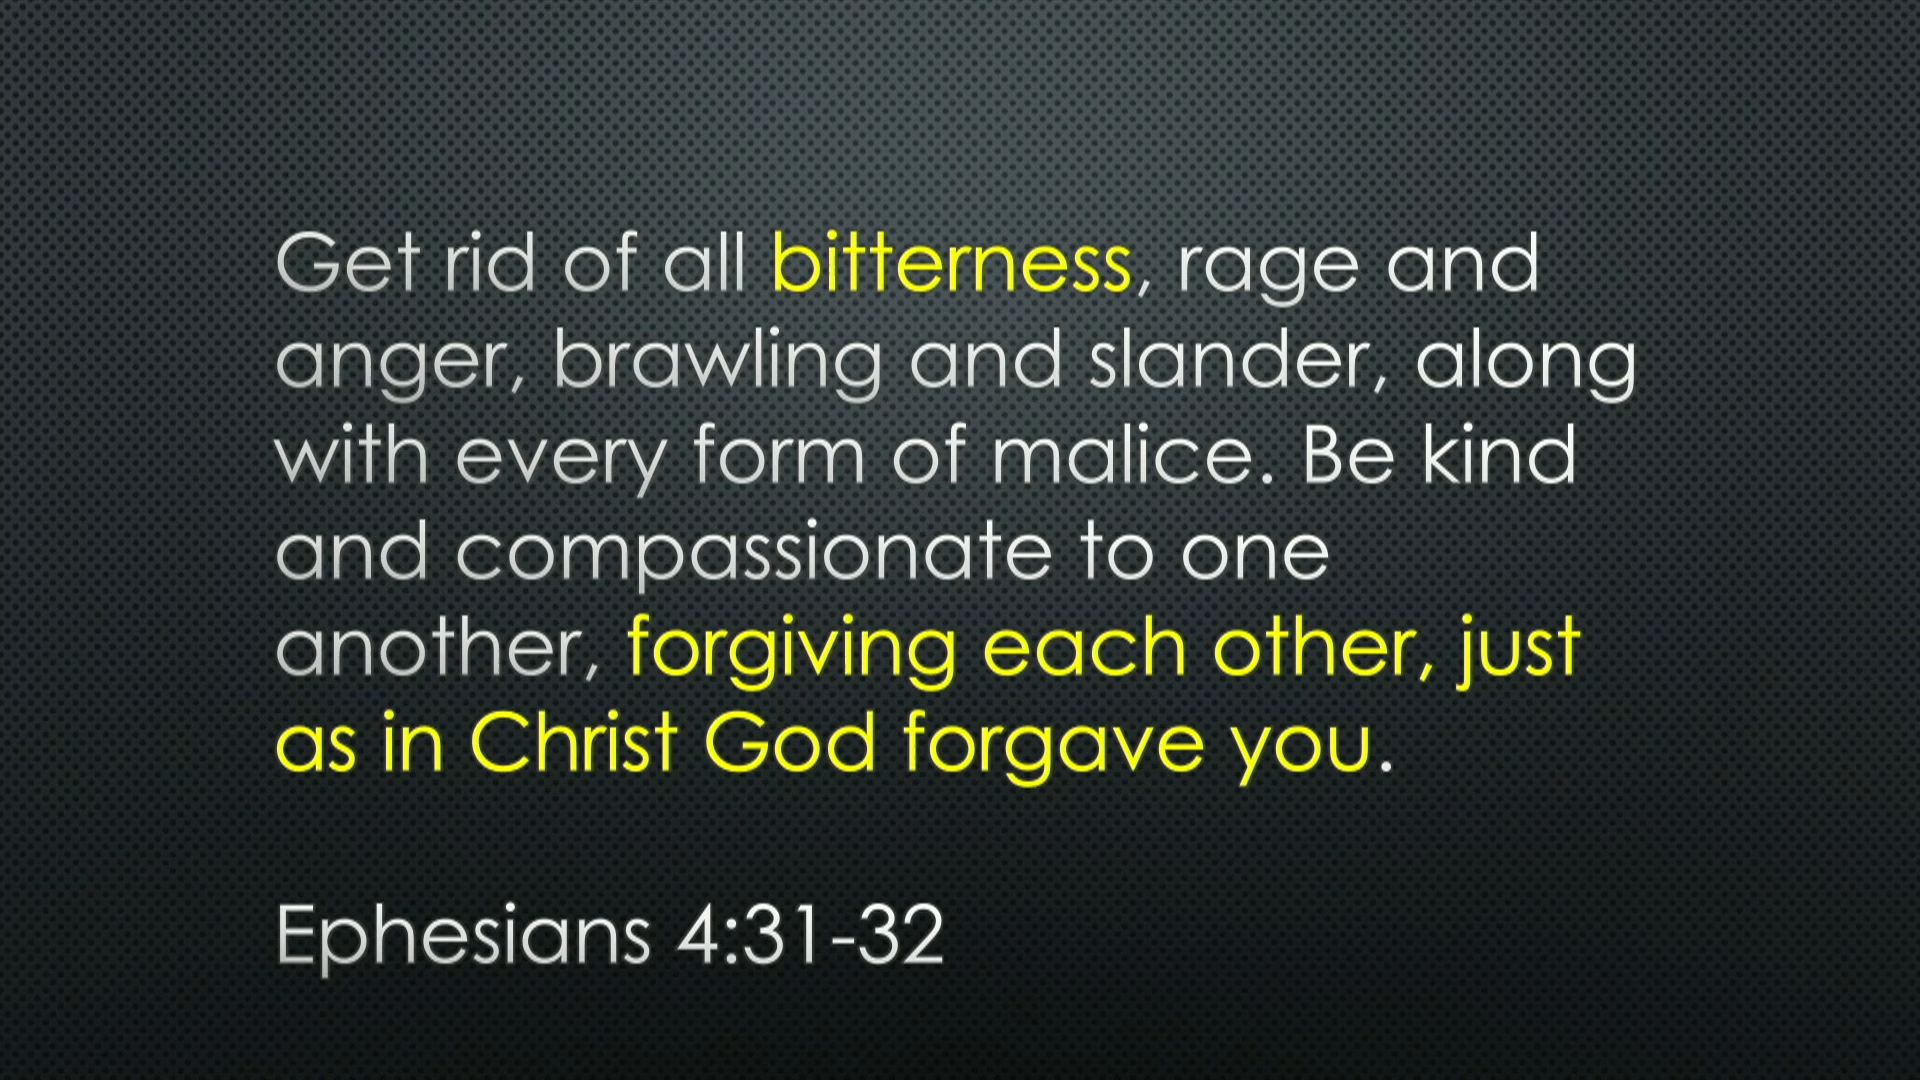 Get rid of all bitterness, rage and
anger, brawling and slander, along
with every form of malice. Be kind
and compassionate to one
another, forgiving each other, just
as in Christ God forgave you.
Ephesians 4:31-32